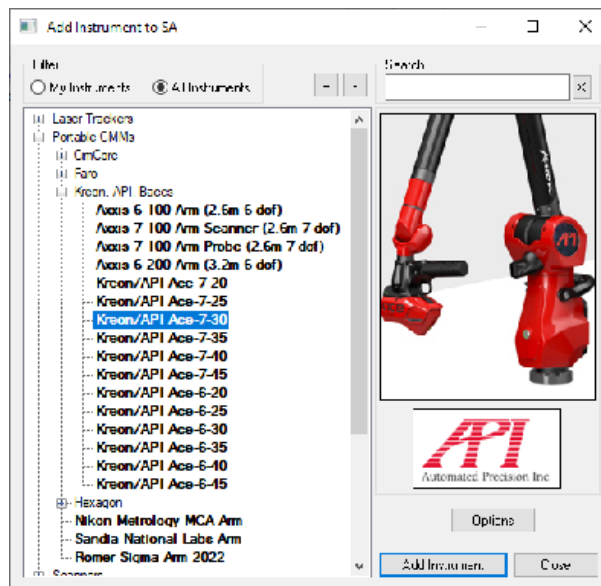 Add Instrument to SA
Filter
My Instruments
All Instruments
Search
Laser Trackers
Portable CMMs
CimCore
Faro
Kreon, API, Baces
Axxis 6 100 Arm (2.6m 6 dof)
Axxis 7 100 Arm Scanner (2.6m 7 dof)
Axxis 7 100 Arm Probe (2.6m 7 dof)
Axxis 6 200 Arm (3.2m 6 dof)
Kreon/API Ace-7-20
Kreon/API Ace-7-25
Kreon/API Ace-7-30
Kreon/API Ace-7-35
Kreon/API Ace-7-40
Kreon/API Ace-7-45
Kreon/API Ace-6-20
Kreon/API Ace-6-25
Kreon/API Ace-6-30
Kreon/API Ace-6-35
Kreon/API Ace-6-40
Kreon/API Ace-6-45
Hexagon
Nikon Metrology MCA Arm
Sandia National Labs Arm
Romer Sigma Arm 2022
Scanners
API
API
Automated Precision Inc
Options
Add Instrument
Close